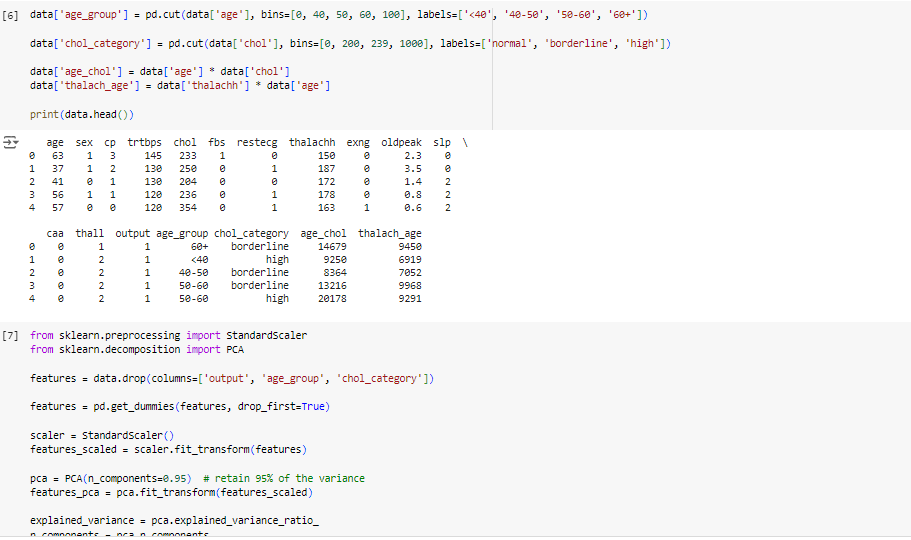 [6] data['age_group'] = pd.cut(data['age'], bins=[0, 40, 50, 60, 100], labels=['<40', '40-50', '50-60', '60+'])
data['chol_category'] = pd.cut(data['chol'], bins=[0, 200, 239, 1000], labels=['normal', 'borderline', 'high'])
data['age_chol'] = data['age'] * data['chol']
data['thalach_age'] = data['thalachh'] * data['age']
print(data.head())
age sex cp trtbps chol fbs restecg thalachh exng oldpeak slp \
0 63 1 3 145 233 1 0 150 0 2.3 0
1 37 1 2 130 250 0 1 187 0 3.5 0
2 41 0 1 130 204 0 0 172 0 1.4 2
3 56 1 1 120 236 0 1 178 0 0.8 2
4 57 0 0 120 354 0 1 163 1 0.6 2
caa thall output age_group chol_category age_chol thalach_age
0 0 1 1 60+ borderline 14679 9450
1 0 2 1 <40 high 9250 6919
2 0 2 1 40-50 borderline 8364 7052
3 0 2 1 50-60 borderline 13216 9968
4 0 2 1 50-60 high 20178 9291
[7] from sklearn.preprocessing import StandardScaler
from sklearn.decomposition import PCA
features = data.drop(columns=['output', 'age_group', 'chol_category'])
features = pd.get_dummies(features, drop_first=True)
scaler = StandardScaler()
features_scaled = scaler.fit_transform(features)
pca = PCA(n_components=0.95) # retain 95% of the variance
features_pca = pca.fit_transform(features_scaled)
explained_variance = pca.explained_variance_ratio_
n_components = pca.n_components_